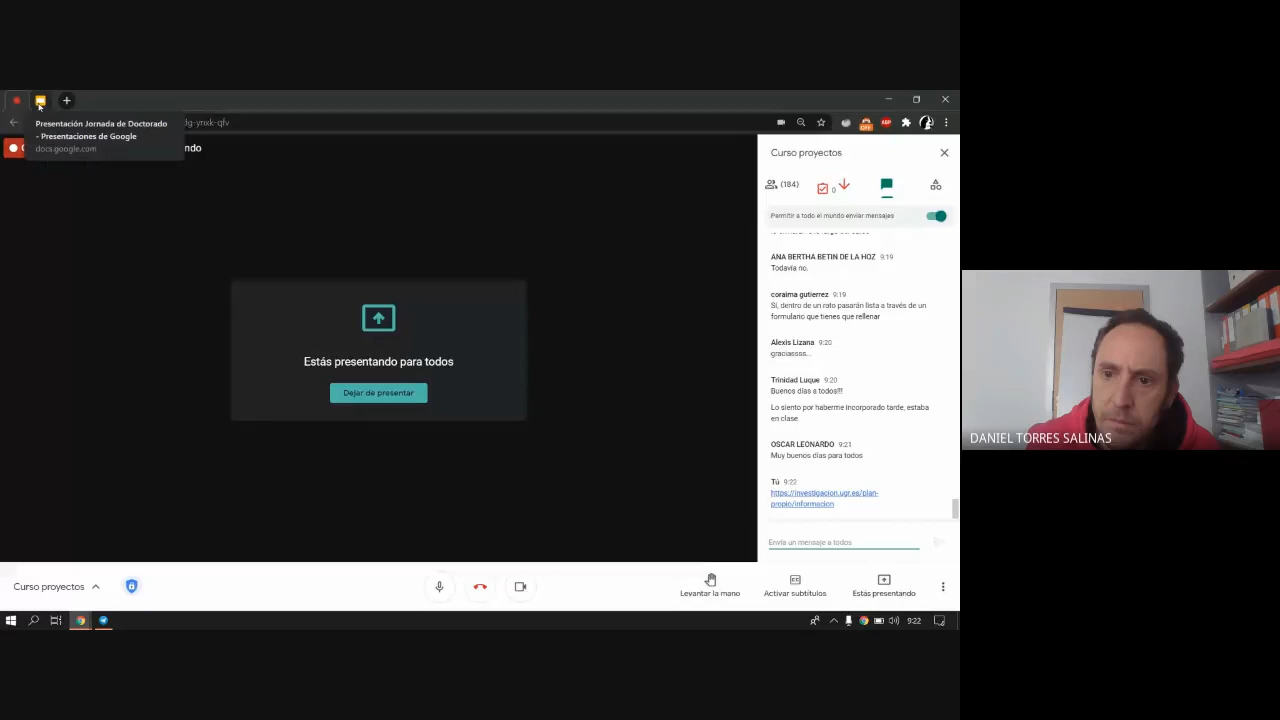 Presentación Jornada de Doctorado
- Presentaciones de Google
docs.google.com
dg-ynxk-qfv
ando
Estás presentando para todos
Dejar de presentar
Curso proyectos
(184)
0
Permitir a todo el mundo enviar mensajes
ANA BERTHA BETIN DE LA HOZ 9:19
Todavía no.
coraima gutierrez 9:19
Sí, dentro de un rato pasarán lista a través de un
formulario que tienes que rellenar
Alexis Lizana 9:20
graciassss...
Trinidad Luque 9:20
Buenos días a todos!!!
Lo siento por haberme incorporado tarde, estaba
en clase
OSCAR LEONARDO 9:21
Muy buenos días para todos
Tú 9:22
https://investigacion.ugr.es/plan-
propio/informacion
Envía un mensaje a todos
Curso proyectos
Levantar la mano
Activar subtítulos
Estás presentando
9:22
DANIEL TORRES SALINAS